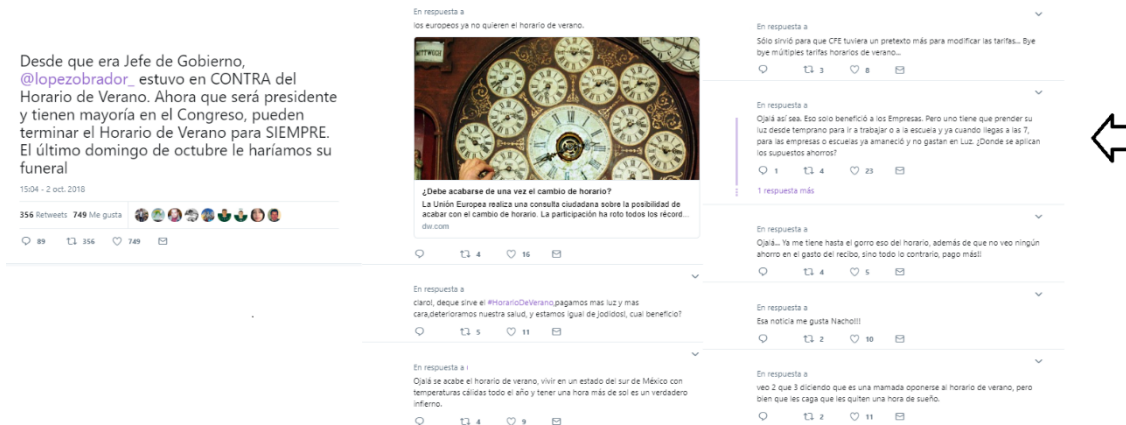 Desde que era Jefe de Gobierno,
@lopezobrador_ estuvo en CONTRA del
Horario de Verano. Ahora que será presidente
y tienen mayoría en el Congreso, pueden
terminar el Horario de Verano para SIEMPRE.
El último domingo de octubre le haríamos su
funeral
15:04 - 2 oct. 2018
356 Retweets 749 Me gusta
89 356 749
En respuesta a
los europeos ya no quieren el horario de verano.
¿Debe acabarse de una vez el cambio de horario?
La Unión Europea realiza una consulta ciudadana sobre la posibilidad de
acabar con el cambio de horario. La participación ha roto todos los récord...
dw.com
4 16
En respuesta a
claro!, deque sirve el #HorarioDeVerano,pagamos mas luz y mas
cara,deterioramos nuestra salud, y estamos igual de jodidos!, cual beneficio?
5 11
En respuesta a
Ojalá se acabe el horario de verano, vivir en un estado del sur de México con
temperaturas cálidas todo el año y tener una hora más de sol es un verdadero
infierno.
4 9
En respuesta a
Sólo sirvió para que CFE tuviera un pretexto más para modificar las tarifas... Bye
bye múltiples tarifas horarios de verano...
3 8
En respuesta a
Ojalá así sea. Eso solo benefició a los Empresas. Pero uno tiene que prender su
luz desde temprano para ir a trabajar o a la escuela y ya cuando llegas a las 7,
para las empresas o escuelas ya amaneció y no gastan en Luz. ¿Donde se aplican
los supuestos ahorros?
1 4 23
1 respuesta más
En respuesta a
Ojalá... Ya me tiene hasta el gorro eso del horario, además de que no veo ningún
ahorro en el gasto del recibo, sino todo lo contrario, pago más!!
4 5
En respuesta a
Esa noticia me gusta Nacho!!!
2 10
En respuesta a
veo 2 que 3 diciendo que es una mamada oponerse al horario de verano, pero
bien que les caga que les quiten una hora de sueño.
2 11